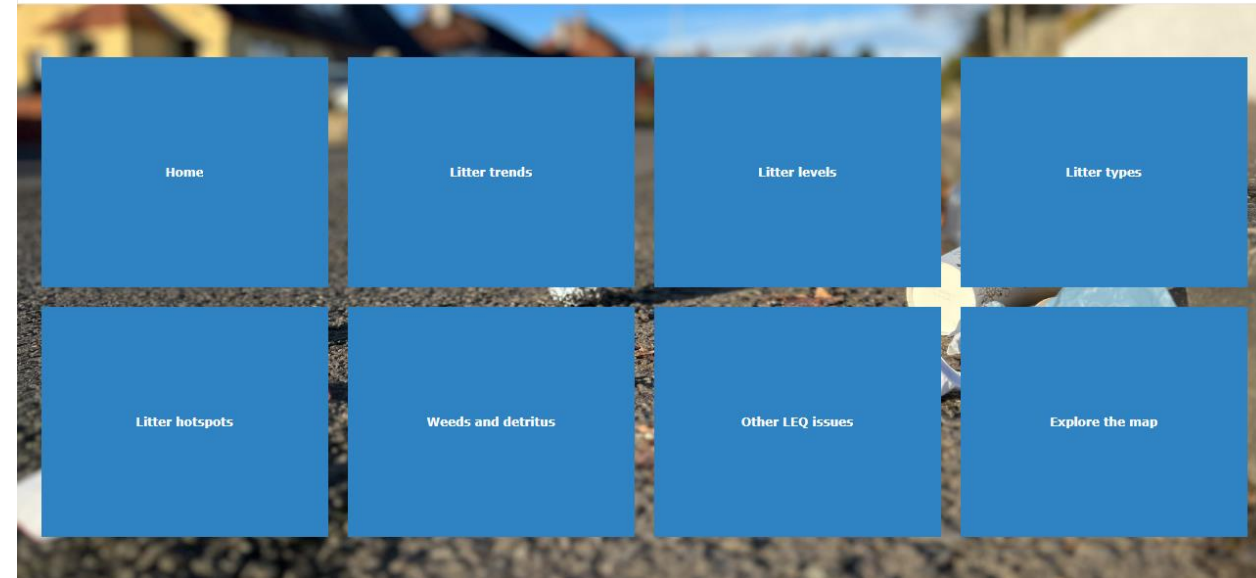 Home
Litter trends
Litter levels
Litter types
Litter hotspots
Weeds and detritus
Other LEQ issues
Explore the map